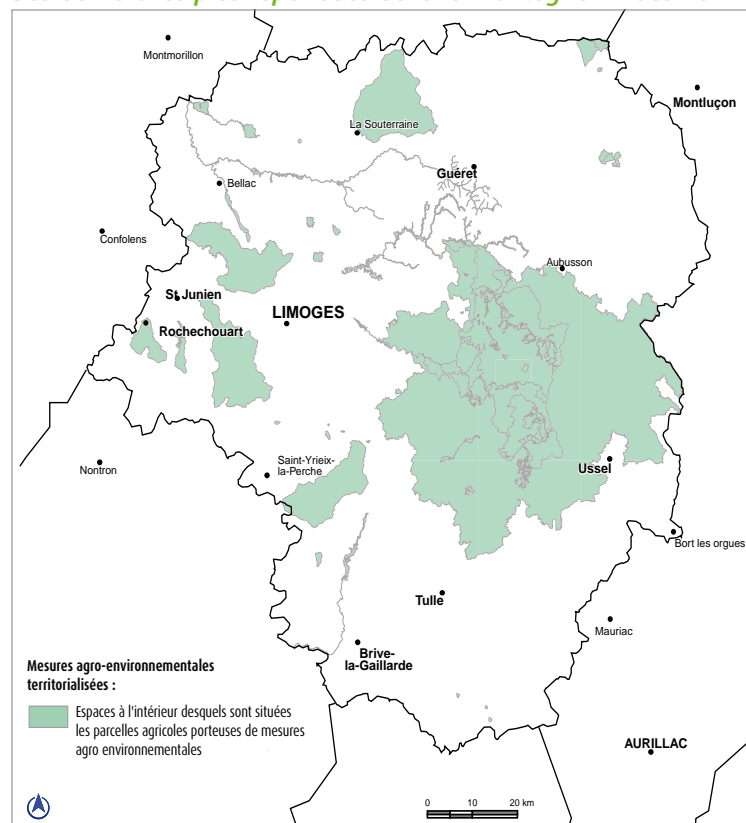 Montmorillon
Montluçon
La Souterraine
Guéret
Bellac
Confolens
Aubusson
St Junien
LIMOGES
Rochechouart
Nontron
Saint-Yrieix-
la-Perche
Ussel
Bort les orgues
Tulle
Mauriac
Brive-
la-Gaillarde
Mesures agro-environnementales
territorialisées :
Espaces à l'intérieur desquels sont situées
les parcelles agricoles porteuses de mesures
agro environnementales
AURILLAC
0 10 20 km